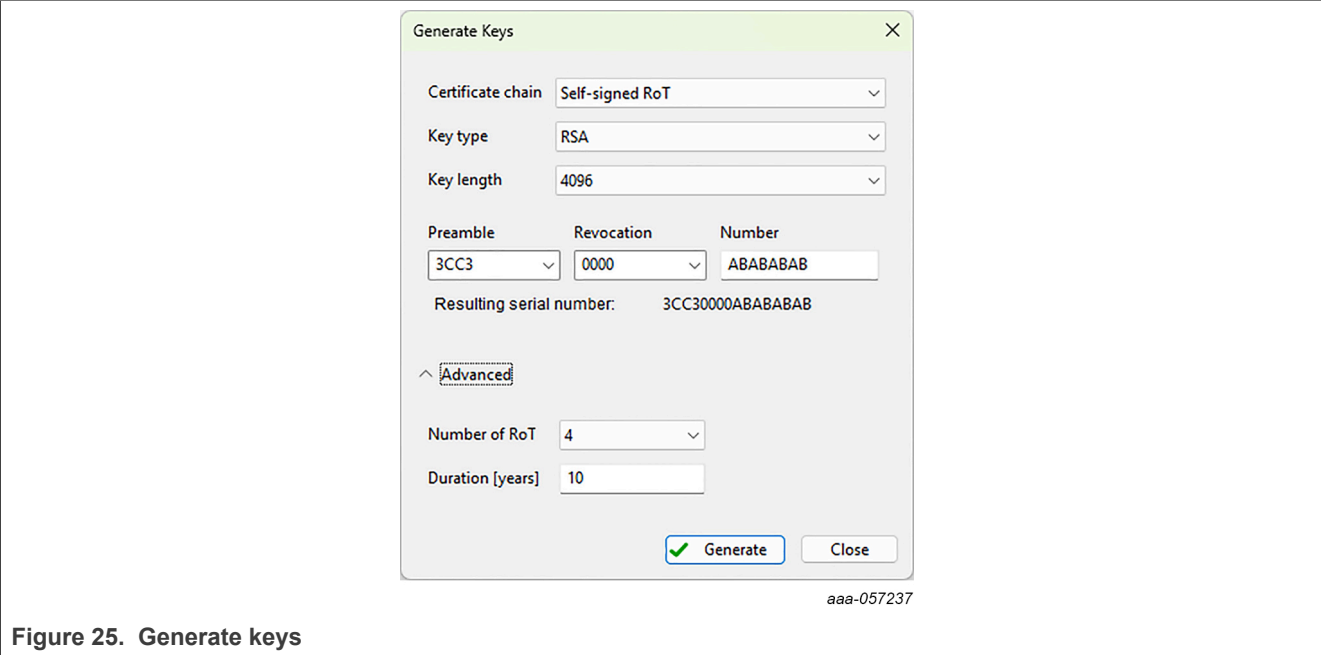 Generate Keys
Certificate chain Self-signed RoT
Key type RSA
Key length 4096
Preamble Revocation Number
3CC3 0000 ABABABAB
Resulting serial number: 3CC30000ABABABAB
Advanced
Number of RoT 4
Duration [years] 10
Generate Close
aaa-057237
Figure 25. Generate keys